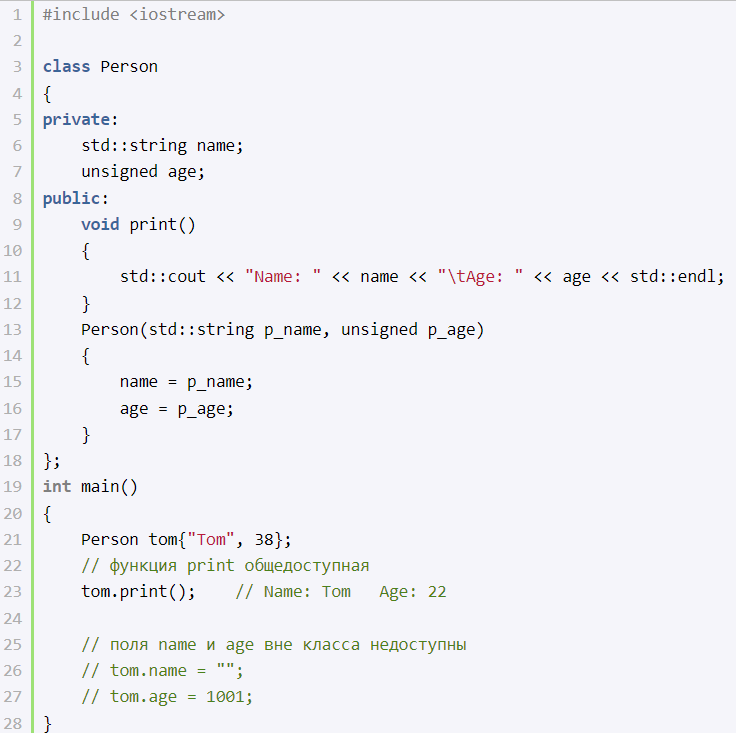 1 #include <iostream>
2
3 class Person
4 {
5 private:
6     std::string name;
7     unsigned age;
8 public:
9     void print()
10     {
11         std::cout << "Name: " << name << "\tAge: " << age << std::endl;
12     }
13     Person(std::string p_name, unsigned p_age)
14     {
15         name = p_name;
16         age = p_age;
17     }
18 };
19 int main()
20 {
21     Person tom{"Tom", 38};
22     // функция print общедоступная
23     tom.print();    // Name: Tom   Age: 22
24
25     // поля name и age вне класса недоступны
26     // tom.name = "";
27     // tom.age = 1001;
28 }